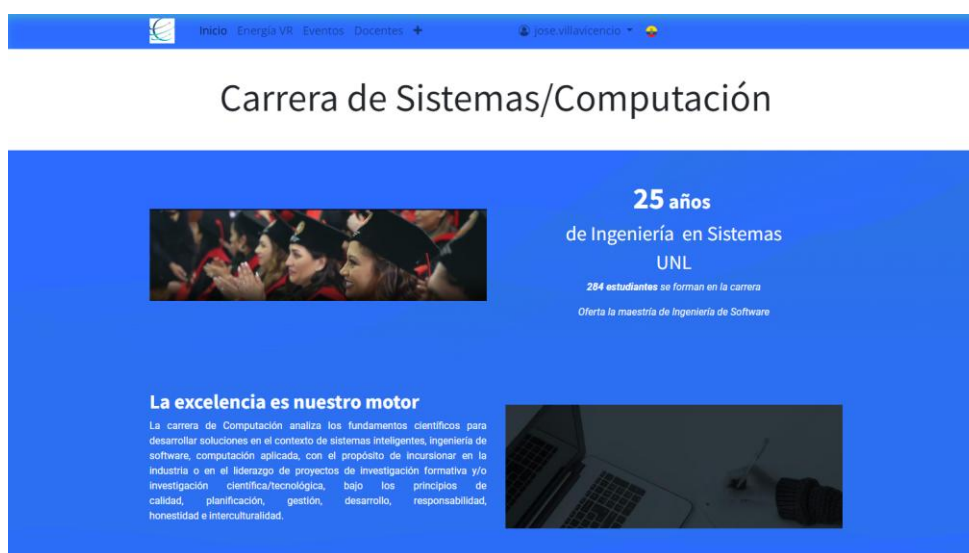 Inicio Energía VR Eventos Docentes + jose.villavicencio
Carrera de Sistemas/Computación
25 años
de Ingeniería en Sistemas
UNL
284 estudiantes se forman en la carrera
Oferta la maestría de Ingeniería de Software
La excelencia es nuestro motor
La carrera de Computación analiza los fundamentos científicos para
desarrollar soluciones en el contexto de sistemas inteligentes, ingeniería de
software, computación aplicada, con el propósito de incursionar en la
industria o en el liderazgo de proyectos de investigación formativa y/o
investigación científica/tecnológica, bajo los principios de
calidad, planificación, gestión, desarrollo, responsabilidad,
honestidad e interculturalidad.